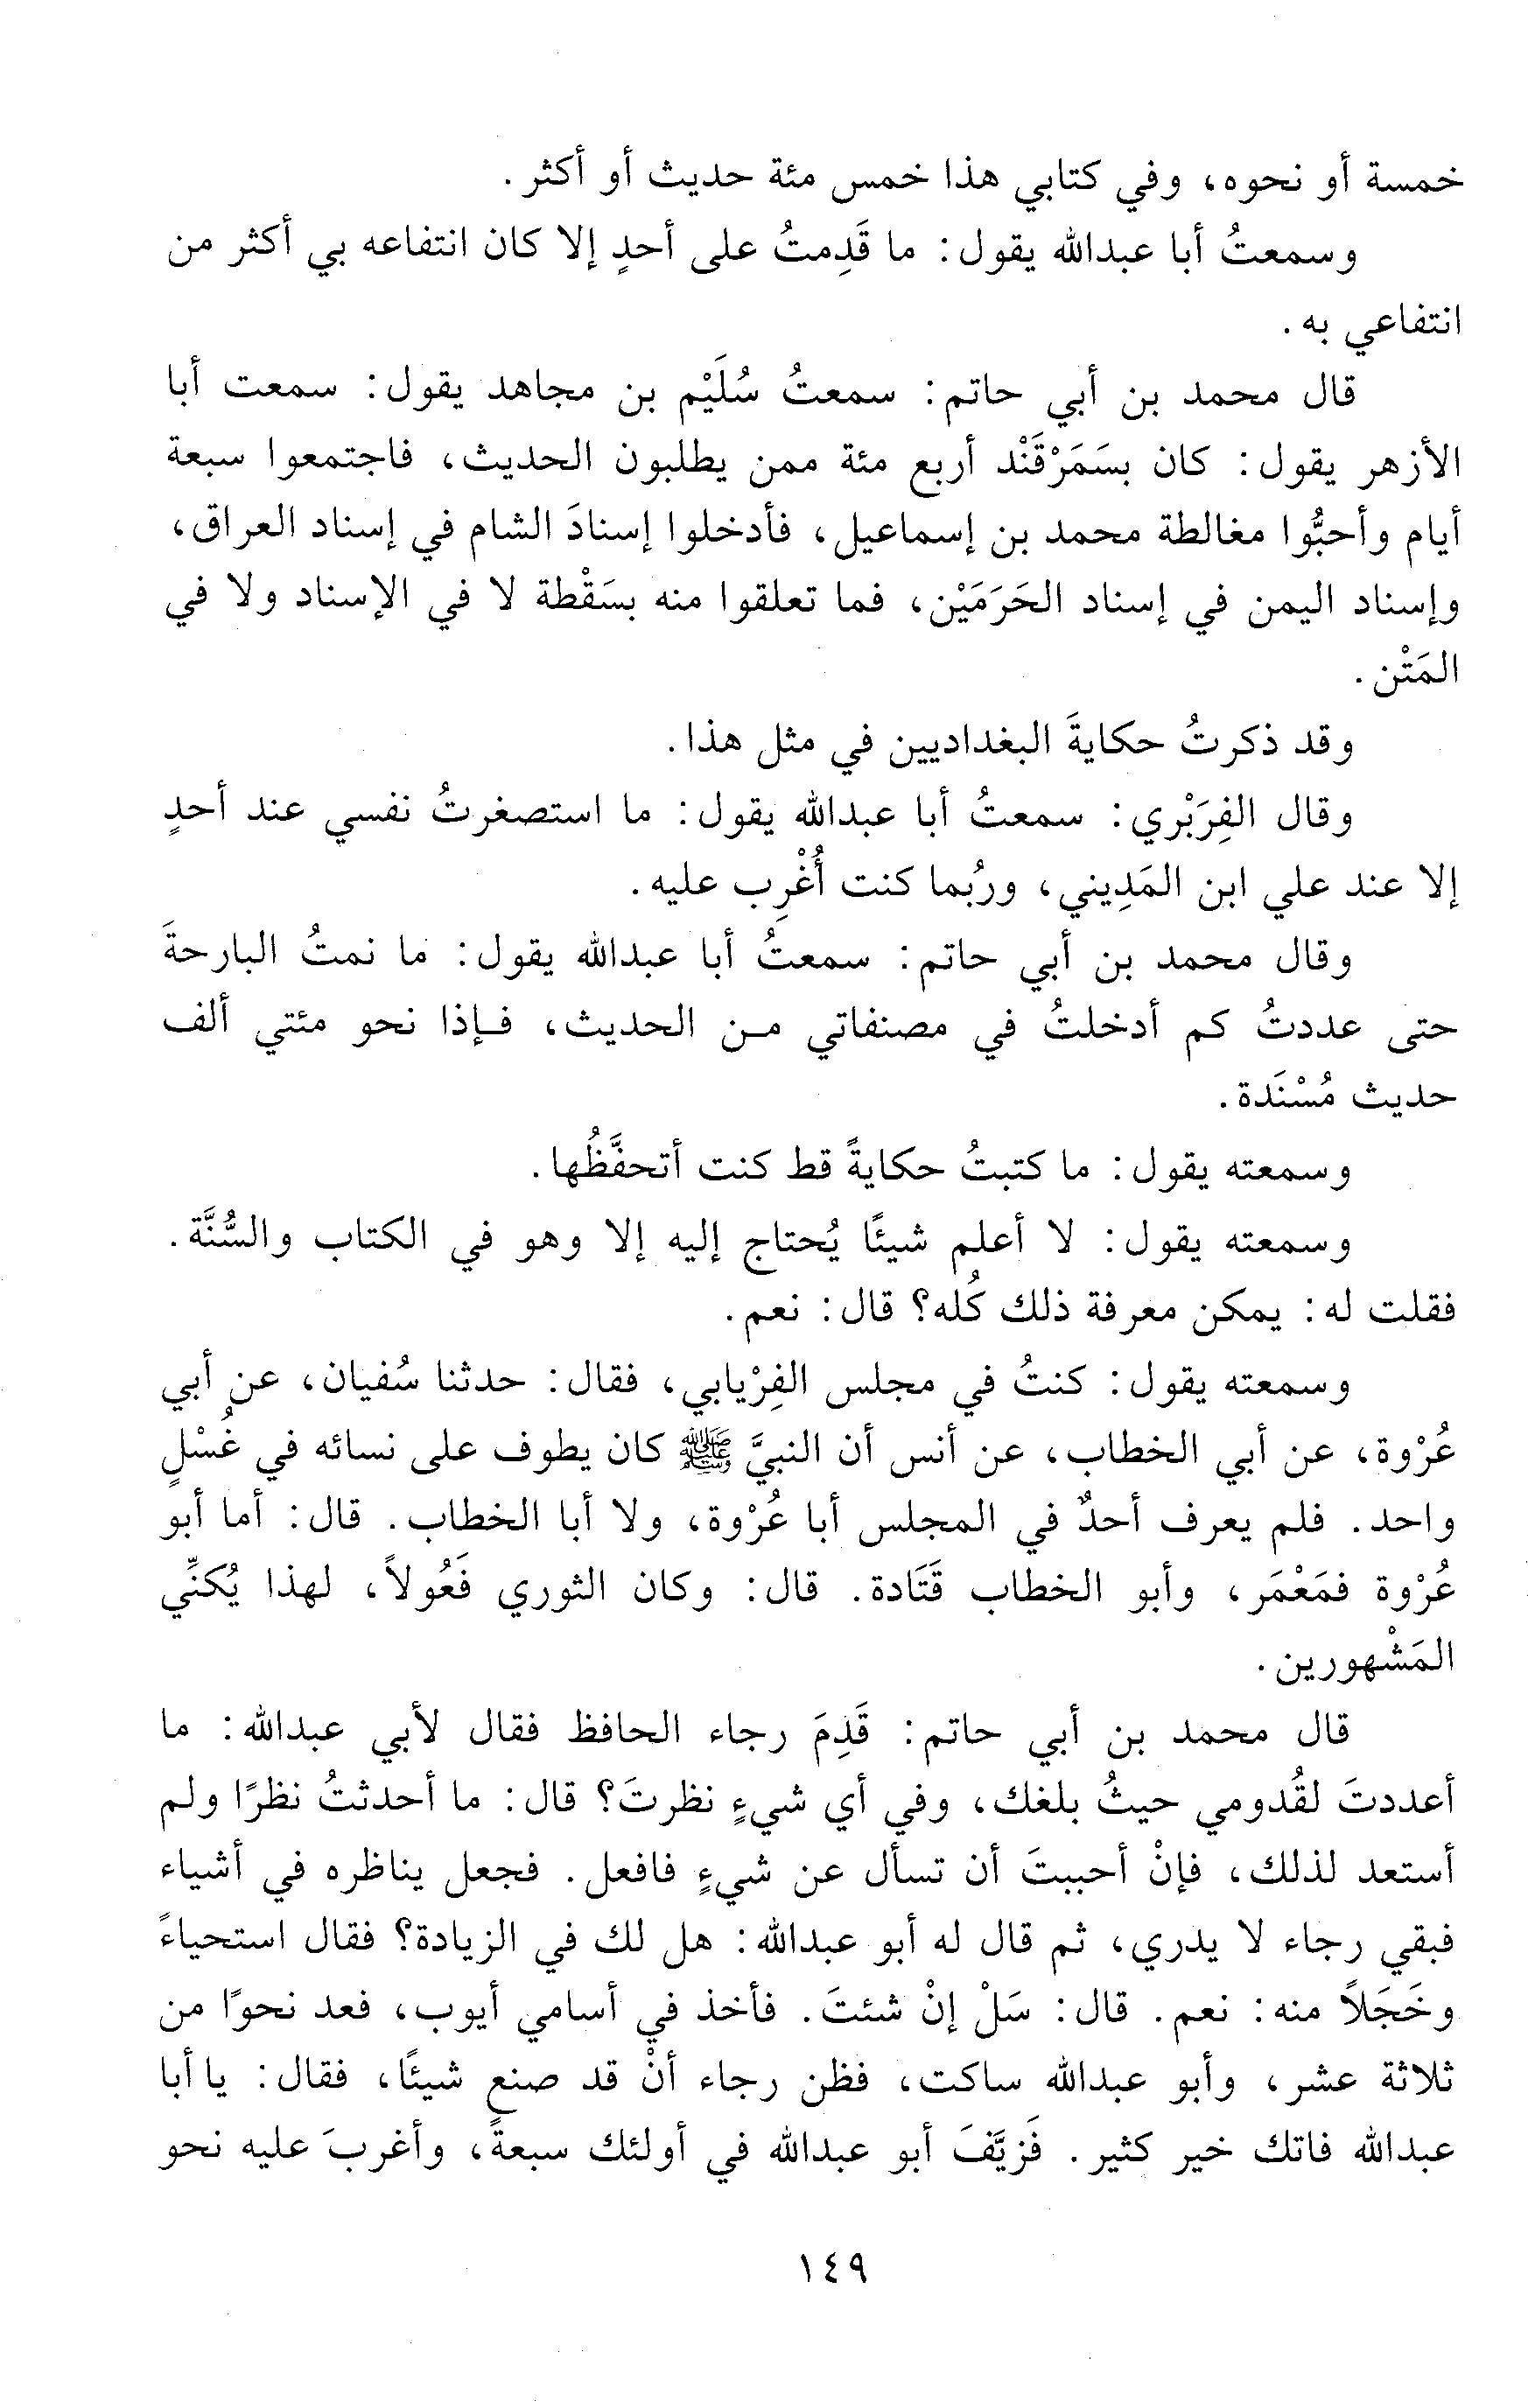 خمسة أو نحوه، وفي كتابي هذا خمس مئة حديث أو أكثر.
وسمعتُ أبا عبدالله يقول: ما قَدِمتُ على أحدٍ إلا كان انتفاعه بي أكثر من
انتفاعي به.
قال محمد بن أبي حاتم: سمعتُ سُلَيْم بن مجاهد يقول: سمعت أبا
الأزهر يقول: كان بسَمَرْقَنْد أربع مئة ممن يطلبون الحديث، فاجتمعوا سبعة
أيام وأحبُّوا مغالطة محمد بن إسماعيل، فأدخلوا إسنادَ الشام في إسناد العراق،
وإسناد اليمن في إسناد الحَرَمَيْن، فما تعلقوا منه بسَقْطة لا في الإسناد ولا في
المَتْن.
وقد ذكرتُ حكايةَ البغداديين في مثل هذا.
وقال الفِرَبْري: سمعتُ أبا عبدالله يقول: ما استصغرتُ نفسي عند أحدٍ
إلا عند علي ابن المَدِيني، ورُبما كنت أُغْرِب عليه.
وقال محمد بن أبي حاتم: سمعتُ أبا عبدالله يقول: ما نمتُ البارحةَ
حتى عددتُ كم أدخلتُ في مصنفاتي من الحديث، فإذا نحو مئتي ألف
حديث مُسْنَدة.
وسمعته يقول: ما كتبتُ حكايةً قط كنت أتحفَّظُها.
وسمعته يقول: لا أعلم شيئًا يُحتاج إليه إلا وهو في الكتاب والسُّنَّة.
فقلت له: يمكن معرفة ذلك كُله؟ قال: نعم.
وسمعته يقول: كنتُ في مجلس الفِرْيابي، فقال: حدثنا سُفيان، عن أبي
عُرْوة، عن أبي الخطاب، عن أنس أن النبيَّ ﷺ كان يطوف على نسائه في غُسْلٍ
واحد. فلم يعرف أحدٌ في المجلس أبا عُرْوة، ولا أبا الخطاب. قال: أما أبو
عُرْوة فمَعْمَر، وأبو الخطاب قَتَادة. قال: وكان الثوري فَعُولاً، لهذا يُكنِّي
المَشْهورين.
قال محمد بن أبي حاتم: قَدِمَ رجاء الحافظ فقال لأبي عبدالله: ما
أعددتَ لقُدومي حيثُ بلغك، وفي أي شيءٍ نظرتَ؟ قال: ما أحدثتُ نظرًا ولم
أستعد لذلك، فإنْ أحببتَ أن تسأل عن شيءٍ فافعل. فجعل يناظره في أشياء
فبقي رجاء لا يدري، ثم قال له أبو عبدالله: هل لك في الزيادة؟ فقال استحياءً
وخَجَلاً منه: نعم. قال: سَلْ إنْ شئتَ. فأخذ في أسامي أيوب، فعد نحوًا من
ثلاثة عشر، وأبو عبدالله ساكت، فظن رجاء أنْ قد صنع شيئًا، فقال: يا أبا
عبدالله فاتك خير كثير. فَزيَّفَ أبو عبدالله في أولئك سبعةً، وأغربَ عليه نحو
١٤٩